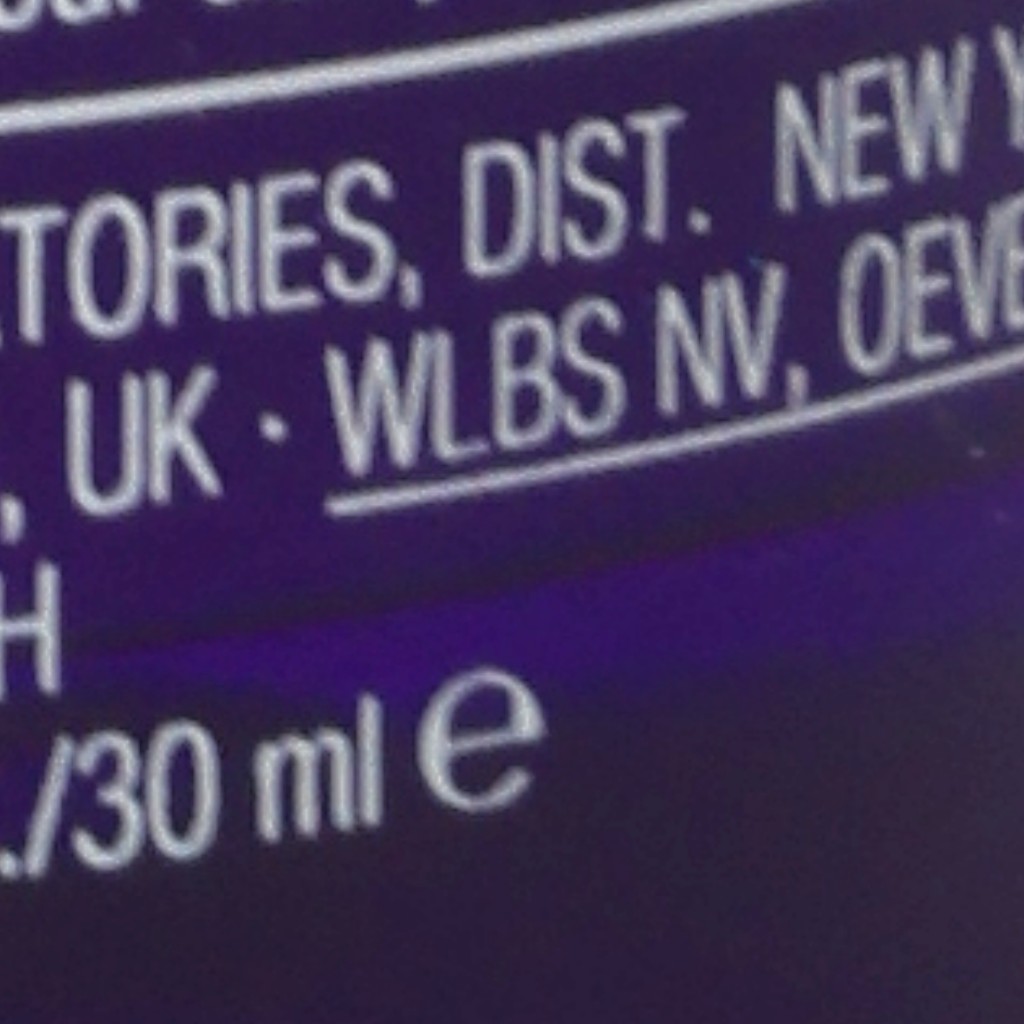 TORIES, DIST. NEW Y
, UK · WLBS NV, OEVE
H
./30 ml e